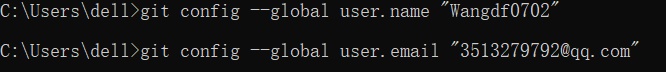 C:\Users\dell>git config --global user.name "Wangdf0702"
C:\Users\dell>git config --global user.email "3513279792@qq.com"